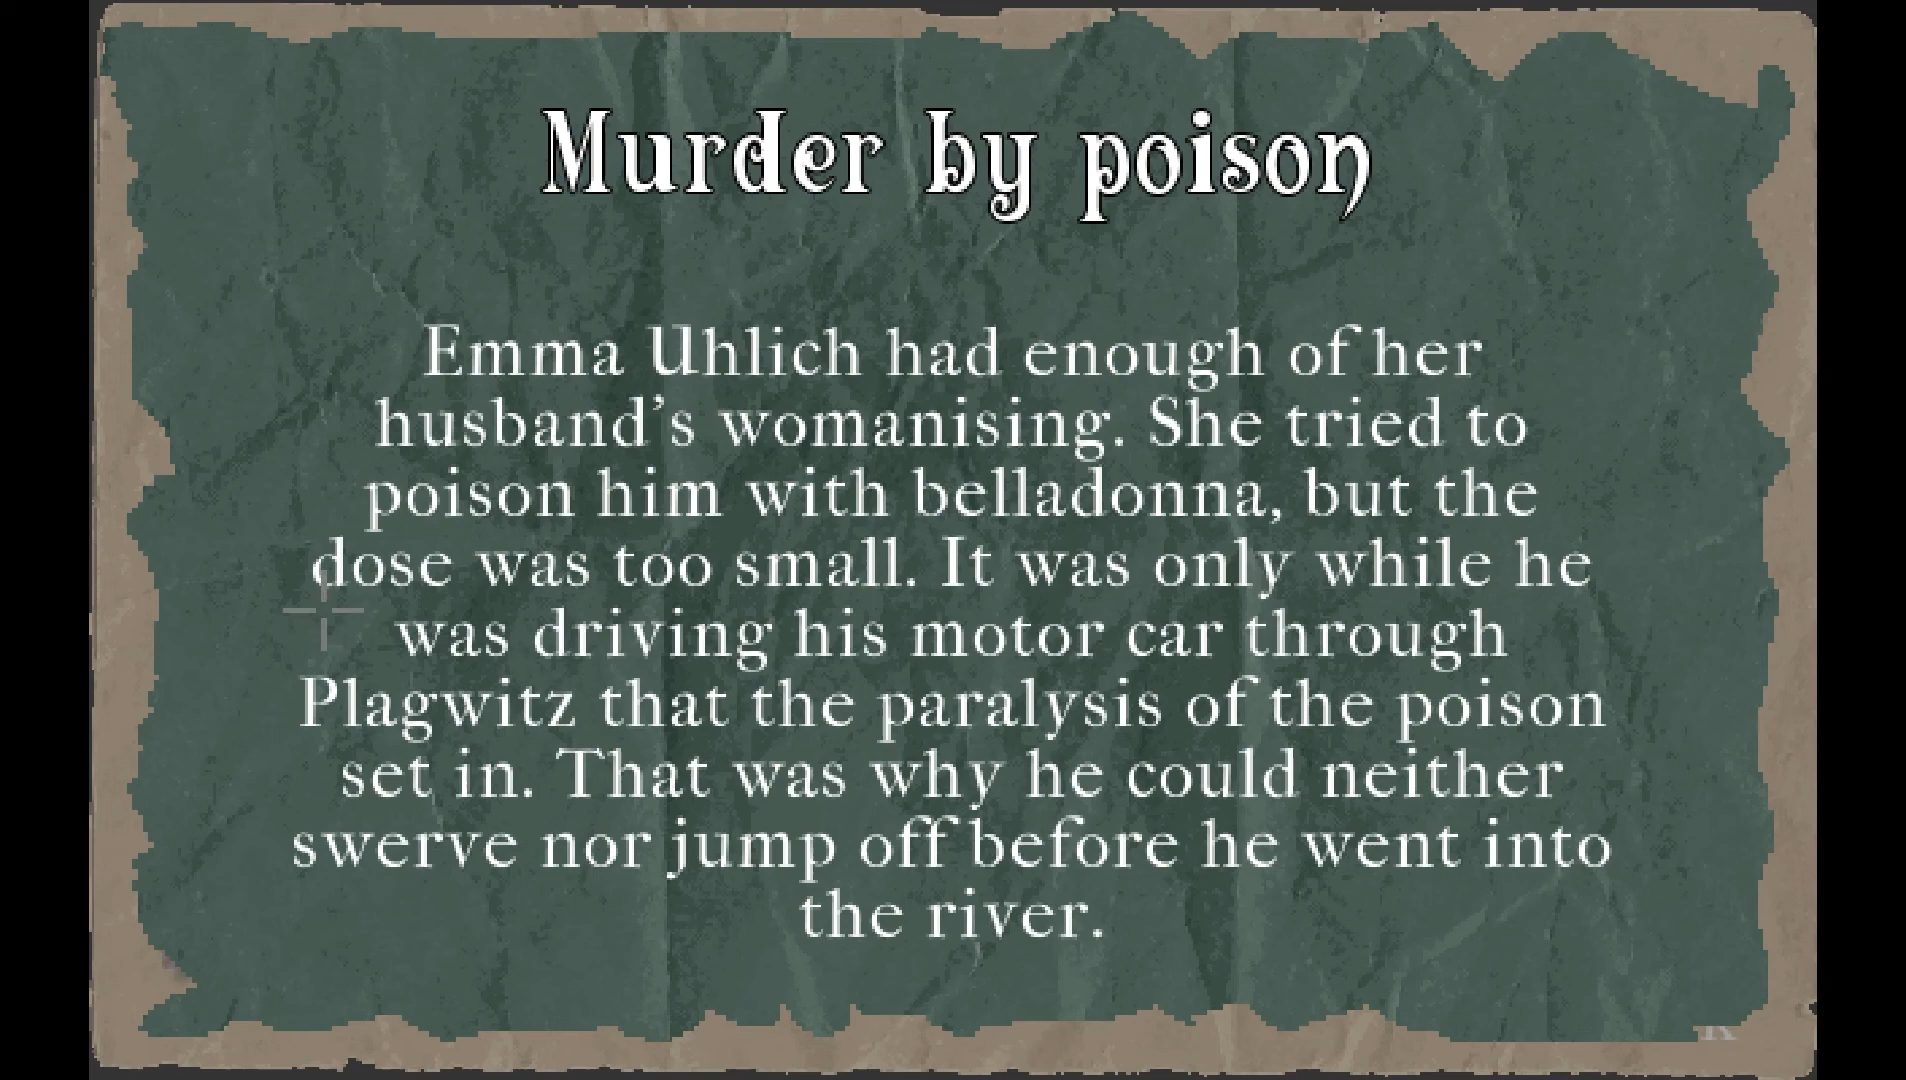 Murder by poison
Emma Uhlich had enough of her
husband's womanising. She tried to
poison him with belladonna, but the
dose was too small. It was only while he
was driving his motor car through
Plagwitz that the paralysis of the poison
set in. That was why he could neither
swerve nor jump off before he went into
the river.